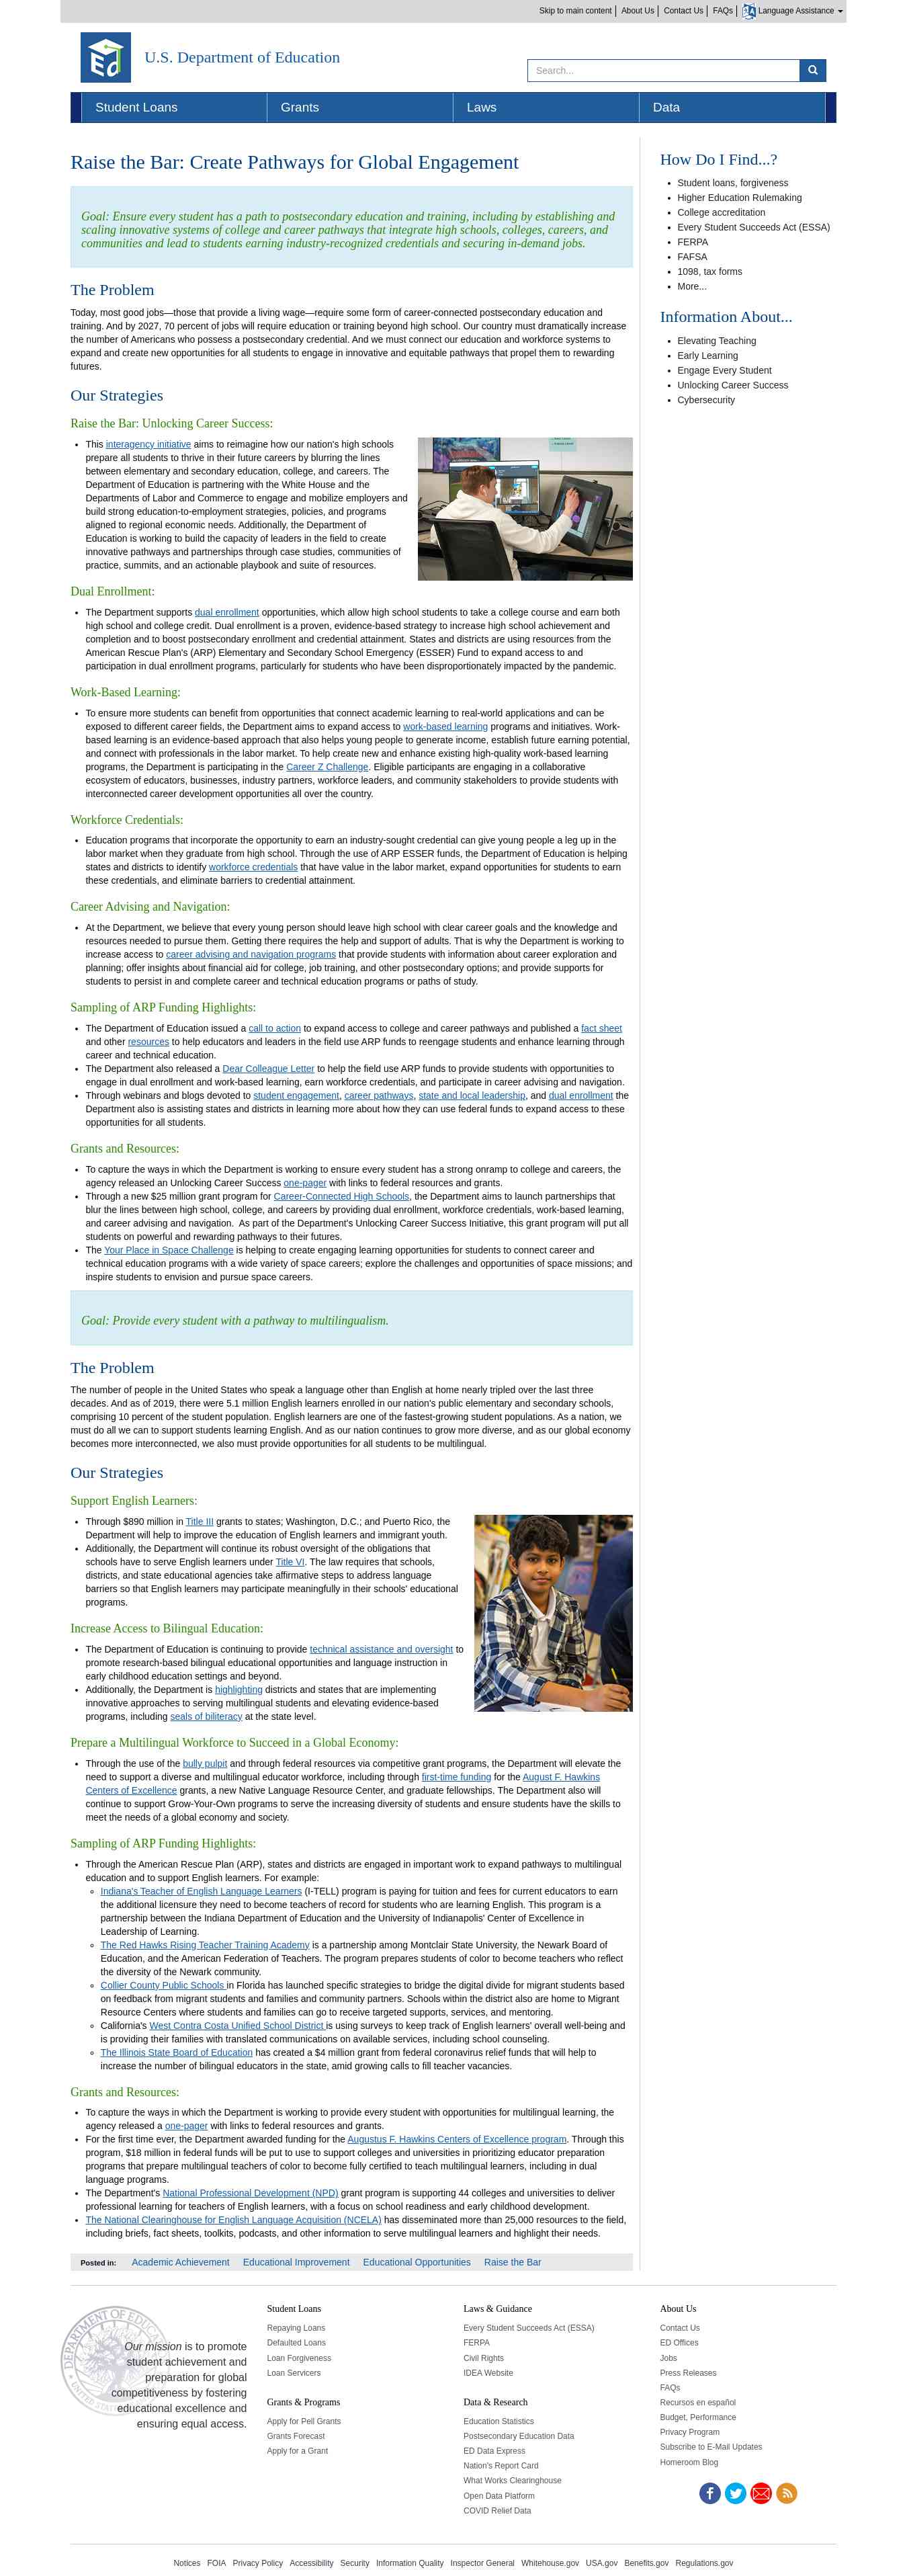 Skip to main content
About Us
Contact Us
FAQs
Language Assistance
U.S. Department of Education
Search...
Student Loans
Grants
Laws
Data
Raise the Bar: Create Pathways for Global Engagement
Goal: Ensure every student has a path to postsecondary education and training, including by establishing and
scaling innovative systems of college and career pathways that integrate high schools, colleges, careers, and
communities and lead to students earning industry-recognized credentials and securing in-demand jobs.
The Problem
Today, most good jobs—those that provide a living wage—require some form of career-connected postsecondary education and
training. And by 2027, 70 percent of jobs will require education or training beyond high school. Our country must dramatically increase
the number of Americans who possess a postsecondary credential. And we must connect our education and workforce systems to
expand and create new opportunities for all students to engage in innovative and equitable pathways that propel them to rewarding
futures.
Our Strategies
Raise the Bar: Unlocking Career Success:
This interagency initiative aims to reimagine how our nation's high schools
prepare all students to thrive in their future careers by blurring the lines
between elementary and secondary education, college, and careers. The
Department of Education is partnering with the White House and the
Departments of Labor and Commerce to engage and mobilize employers and
build strong education-to-employment strategies, policies, and programs
aligned to regional economic needs. Additionally, the Department of
Education is working to build the capacity of leaders in the field to create
innovative pathways and partnerships through case studies, communities of
practice, summits, and an actionable playbook and suite of resources.
Dual Enrollment:
The Department supports dual enrollment opportunities, which allow high school students to take a college course and earn both
high school and college credit. Dual enrollment is a proven, evidence-based strategy to increase high school achievement and
completion and to boost postsecondary enrollment and credential attainment. States and districts are using resources from the
American Rescue Plan's (ARP) Elementary and Secondary School Emergency (ESSER) Fund to expand access to and
participation in dual enrollment programs, particularly for students who have been disproportionately impacted by the pandemic.
Work-Based Learning:
To ensure more students can benefit from opportunities that connect academic learning to real-world applications and can be
exposed to different career fields, the Department aims to expand access to work-based learning programs and initiatives. Work-
based learning is an evidence-based approach that also helps young people to generate income, establish future earning potential,
and connect with professionals in the labor market. To help create new and enhance existing high-quality work-based learning
programs, the Department is participating in the Career Z Challenge. Eligible participants are engaging in a collaborative
ecosystem of educators, businesses, industry partners, workforce leaders, and community stakeholders to provide students with
interconnected career development opportunities all over the country.
Workforce Credentials:
Education programs that incorporate the opportunity to earn an industry-sought credential can give young people a leg up in the
labor market when they graduate from high school. Through the use of ARP ESSER funds, the Department of Education is helping
states and districts to identify workforce credentials that have value in the labor market, expand opportunities for students to earn
these credentials, and eliminate barriers to credential attainment.
Career Advising and Navigation:
At the Department, we believe that every young person should leave high school with clear career goals and the knowledge and
resources needed to pursue them. Getting there requires the help and support of adults. That is why the Department is working to
increase access to career advising and navigation programs that provide students with information about career exploration and
planning; offer insights about financial aid for college, job training, and other postsecondary options; and provide supports for
students to persist in and complete career and technical education programs or paths of study.
Sampling of ARP Funding Highlights:
The Department of Education issued a call to action to expand access to college and career pathways and published a fact sheet
and other resources to help educators and leaders in the field use ARP funds to reengage students and enhance learning through
career and technical education.
The Department also released a Dear Colleague Letter to help the field use ARP funds to provide students with opportunities to
engage in dual enrollment and work-based learning, earn workforce credentials, and participate in career advising and navigation.
Through webinars and blogs devoted to student engagement, career pathways, state and local leadership, and dual enrollment the
Department also is assisting states and districts in learning more about how they can use federal funds to expand access to these
opportunities for all students.
Grants and Resources:
To capture the ways in which the Department is working to ensure every student has a strong onramp to college and careers, the
agency released an Unlocking Career Success one-pager with links to federal resources and grants.
Through a new $25 million grant program for Career-Connected High Schools, the Department aims to launch partnerships that
blur the lines between high school, college, and careers by providing dual enrollment, workforce credentials, work-based learning,
and career advising and navigation.  As part of the Department's Unlocking Career Success Initiative, this grant program will put all
students on powerful and rewarding pathways to their futures.
The Your Place in Space Challenge is helping to create engaging learning opportunities for students to connect career and
technical education programs with a wide variety of space careers; explore the challenges and opportunities of space missions; and
inspire students to envision and pursue space careers.
Goal: Provide every student with a pathway to multilingualism.
The Problem
The number of people in the United States who speak a language other than English at home nearly tripled over the last three
decades. And as of 2019, there were 5.1 million English learners enrolled in our nation's public elementary and secondary schools,
comprising 10 percent of the student population. English learners are one of the fastest-growing student populations. As a nation, we
must do all we can to support students learning English. And as our nation continues to grow more diverse, and as our global economy
becomes more interconnected, we also must provide opportunities for all students to be multilingual.
Our Strategies
Support English Learners:
Through $890 million in Title III grants to states; Washington, D.C.; and Puerto Rico, the
Department will help to improve the education of English learners and immigrant youth.
Additionally, the Department will continue its robust oversight of the obligations that
schools have to serve English learners under Title VI. The law requires that schools,
districts, and state educational agencies take affirmative steps to address language
barriers so that English learners may participate meaningfully in their schools' educational
programs.
Increase Access to Bilingual Education:
The Department of Education is continuing to provide technical assistance and oversight to
promote research-based bilingual educational opportunities and language instruction in
early childhood education settings and beyond.
Additionally, the Department is highlighting districts and states that are implementing
innovative approaches to serving multilingual students and elevating evidence-based
programs, including seals of biliteracy at the state level.
Prepare a Multilingual Workforce to Succeed in a Global Economy:
Through the use of the bully pulpit and through federal resources via competitive grant programs, the Department will elevate the
need to support a diverse and multilingual educator workforce, including through first-time funding for the August F. Hawkins
Centers of Excellence grants, a new Native Language Resource Center, and graduate fellowships. The Department also will
continue to support Grow-Your-Own programs to serve the increasing diversity of students and ensure students have the skills to
meet the needs of a global economy and society.
Sampling of ARP Funding Highlights:
Through the American Rescue Plan (ARP), states and districts are engaged in important work to expand pathways to multilingual
education and to support English learners. For example:
Indiana's Teacher of English Language Learners (I-TELL) program is paying for tuition and fees for current educators to earn
the additional licensure they need to become teachers of record for students who are learning English. This program is a
partnership between the Indiana Department of Education and the University of Indianapolis' Center of Excellence in
Leadership of Learning.
The Red Hawks Rising Teacher Training Academy is a partnership among Montclair State University, the Newark Board of
Education, and the American Federation of Teachers. The program prepares students of color to become teachers who reflect
the diversity of the Newark community.
Collier County Public Schools in Florida has launched specific strategies to bridge the digital divide for migrant students based
on feedback from migrant students and families and community partners. Schools within the district also are home to Migrant
Resource Centers where students and families can go to receive targeted supports, services, and mentoring.
California's West Contra Costa Unified School District is using surveys to keep track of English learners' overall well-being and
is providing their families with translated communications on available services, including school counseling.
The Illinois State Board of Education has created a $4 million grant from federal coronavirus relief funds that will help to
increase the number of bilingual educators in the state, amid growing calls to fill teacher vacancies.
Grants and Resources:
To capture the ways in which the Department is working to provide every student with opportunities for multilingual learning, the
agency released a one-pager with links to federal resources and grants.
For the first time ever, the Department awarded funding for the Augustus F. Hawkins Centers of Excellence program. Through this
program, $18 million in federal funds will be put to use to support colleges and universities in prioritizing educator preparation
programs that prepare multilingual teachers of color to become fully certified to teach multilingual learners, including in dual
language programs.
The Department's National Professional Development (NPD) grant program is supporting 44 colleges and universities to deliver
professional learning for teachers of English learners, with a focus on school readiness and early childhood development.
The National Clearinghouse for English Language Acquisition (NCELA) has disseminated more than 25,000 resources to the field,
including briefs, fact sheets, toolkits, podcasts, and other information to serve multilingual learners and highlight their needs.
Posted in: Academic Achievement Educational Improvement Educational Opportunities Raise the Bar
How Do I Find...?
Student loans, forgiveness
Higher Education Rulemaking
College accreditation
Every Student Succeeds Act (ESSA)
FERPA
FAFSA
1098, tax forms
More...
Information About...
Elevating Teaching
Early Learning
Engage Every Student
Unlocking Career Success
Cybersecurity
Our mission is to promote
student achievement and
preparation for global
competitiveness by fostering
educational excellence and
ensuring equal access.
Student Loans
Repaying Loans
Defaulted Loans
Loan Forgiveness
Loan Servicers
Grants & Programs
Apply for Pell Grants
Grants Forecast
Apply for a Grant
Laws & Guidance
Every Student Succeeds Act (ESSA)
FERPA
Civil Rights
IDEA Website
Data & Research
Education Statistics
Postsecondary Education Data
ED Data Express
Nation's Report Card
What Works Clearinghouse
Open Data Platform
COVID Relief Data
About Us
Contact Us
ED Offices
Jobs
Press Releases
FAQs
Recursos en español
Budget, Performance
Privacy Program
Subscribe to E-Mail Updates
Homeroom Blog
Notices FOIA Privacy Policy Accessibility Security Information Quality Inspector General Whitehouse.gov USA.gov Benefits.gov Regulations.gov